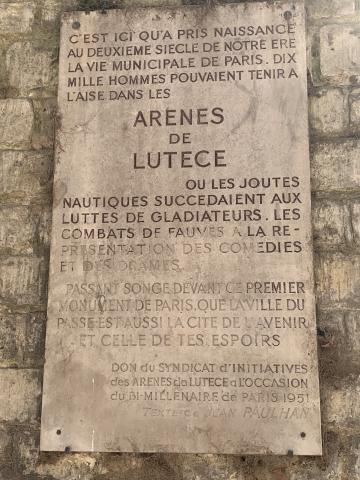 C'EST ICI QU'A PRIS NAISSANCE
AU DEUXIEME SIECLE DE NÔTRE ERE
LA VIE MUNICIPALE DE PARIS. DIX
MILLE HOMMES POUVAIENT TENIR A
L'AISE DANS LES
ARENES
DE
LUTECE
OU LES JOUTES
NAUTIQUES SUCCEDAIENT AUX
LUTTES DE GLADIATEURS. LES
COMBATS DE FAUVES A LA RE-
PRÉSENTATION DES COMEDIES
ET DES DRAMES.
PASSANT SONGE DEVANT CE PREMIER
MONUMENT DE PARIS. QUE LA VILLE DU
PASSE EST AUSSI LA CITE DE L'AVENIR
ET CELLE DE TES ESPOIRS
DON du SYNDICAT d'INITIATIVES
des ARENES de LUTECE a L'OCCASION
du BI-MILLENAIRE de PARIS 1951
TEXTE DE JEAN PAULHAN